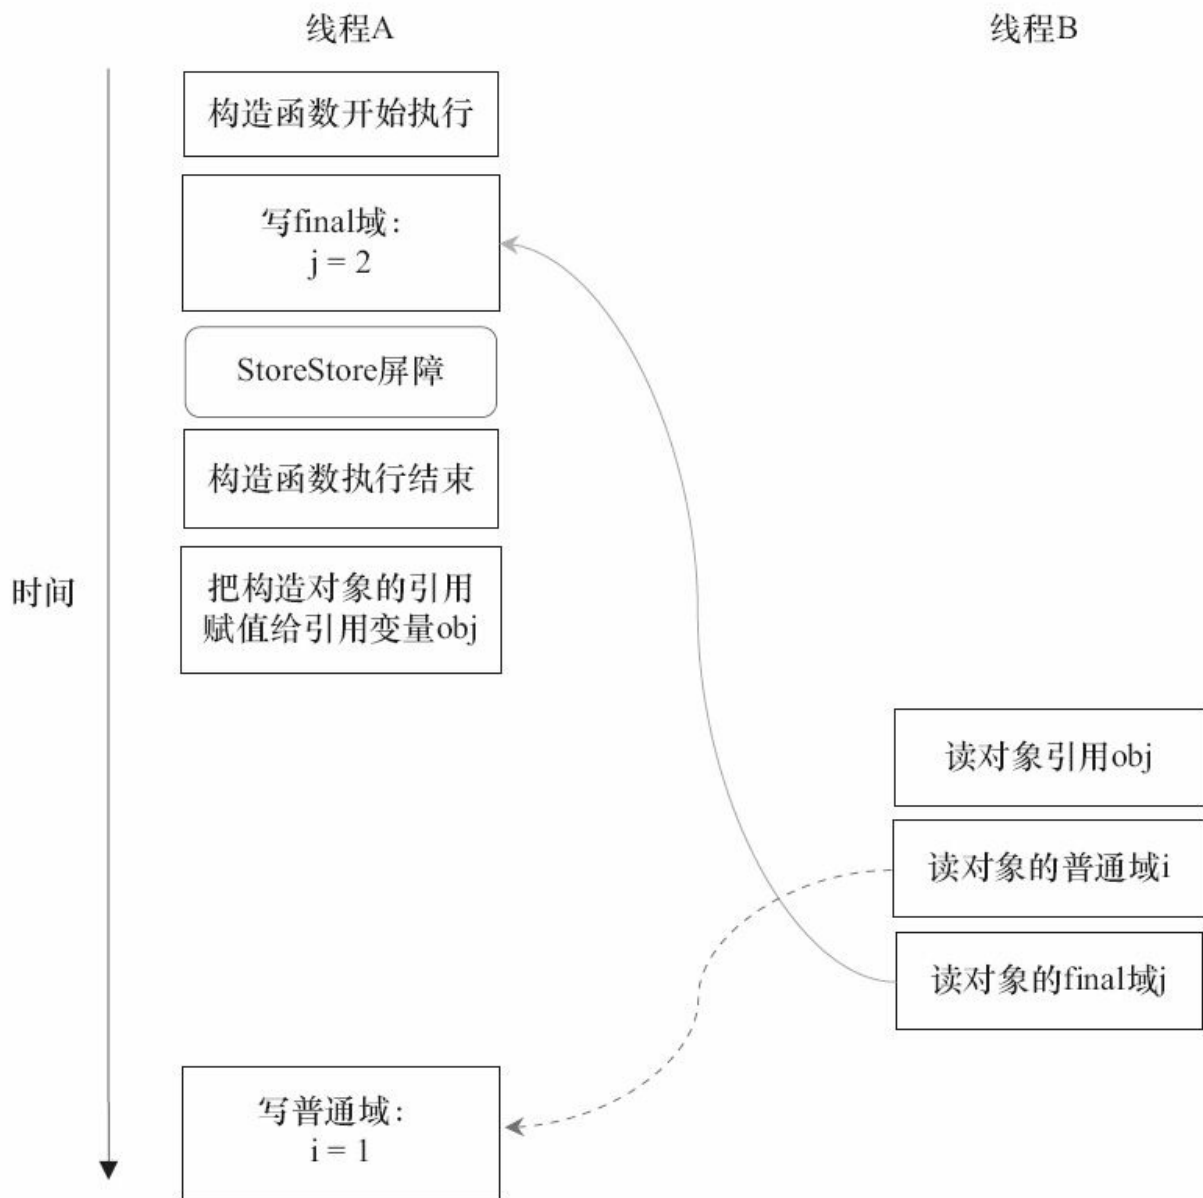 线程A
线程B
构造函数开始执行
写final域：
j = 2
StoreStore屏障
构造函数执行结束
时间
把构造对象的引用
赋值给引用变量obj
读对象引用obj
读对象的普通域i
读对象的final域j
写普通域：
i = 1